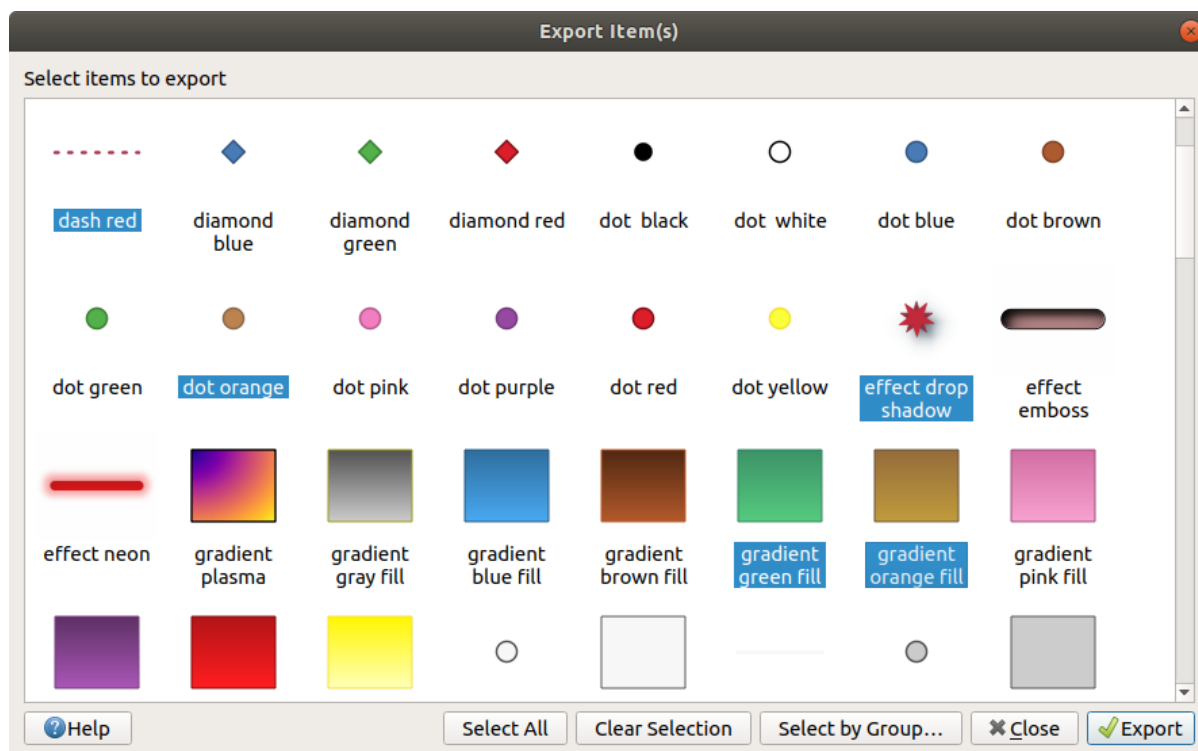 Export Item(s)
Select items to export
dash red
diamond
blue
diamond
green
diamond red
dot  black
dot  white
dot blue
dot brown
dot green
dot orange
dot pink
dot purple
dot red
dot yellow
effect drop
shadow
effect
emboss
effect neon
gradient
plasma
gradient
gray fill
gradient
blue fill
gradient
brown fill
gradient
green fill
gradient
orange fill
gradient
pink fill
Help
Select All
Clear Selection
Select by Group...
Close
Export